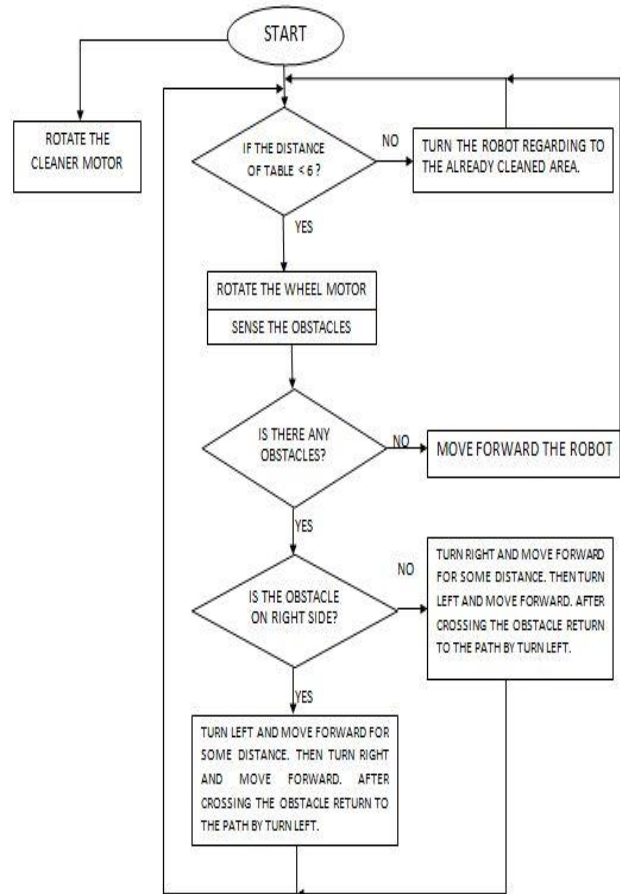 START
ROTATE THE
CLEANER MOTOR
IF THE DISTANCE
OF TABLE < 6 ?
NO
TURN THE ROBOT REGARDING TO
THE ALREADY CLEANED AREA.
YES
ROTATE THE WHEEL MOTOR
SENSE THE OBSTACLES
IS THERE ANY
OBSTACLES?
NO
MOVE FORWARD THE ROBOT
YES
IS THE OBSTACLE
ON RIGHT SIDE?
NO
TURN RIGHT AND MOVE FORWARD
FOR SOME DISTANCE. THEN TURN
LEFT AND MOVE FORWARD. AFTER
CROSSING THE OBSTACLE RETURN
TO THE PATH BY TURN LEFT.
YES
TURN LEFT AND MOVE FORWARD FOR
SOME DISTANCE. THEN TURN RIGHT
AND MOVE FORWARD. AFTER
CROSSING THE OBSTACLE RETURN TO
THE PATH BY TURN LEFT.